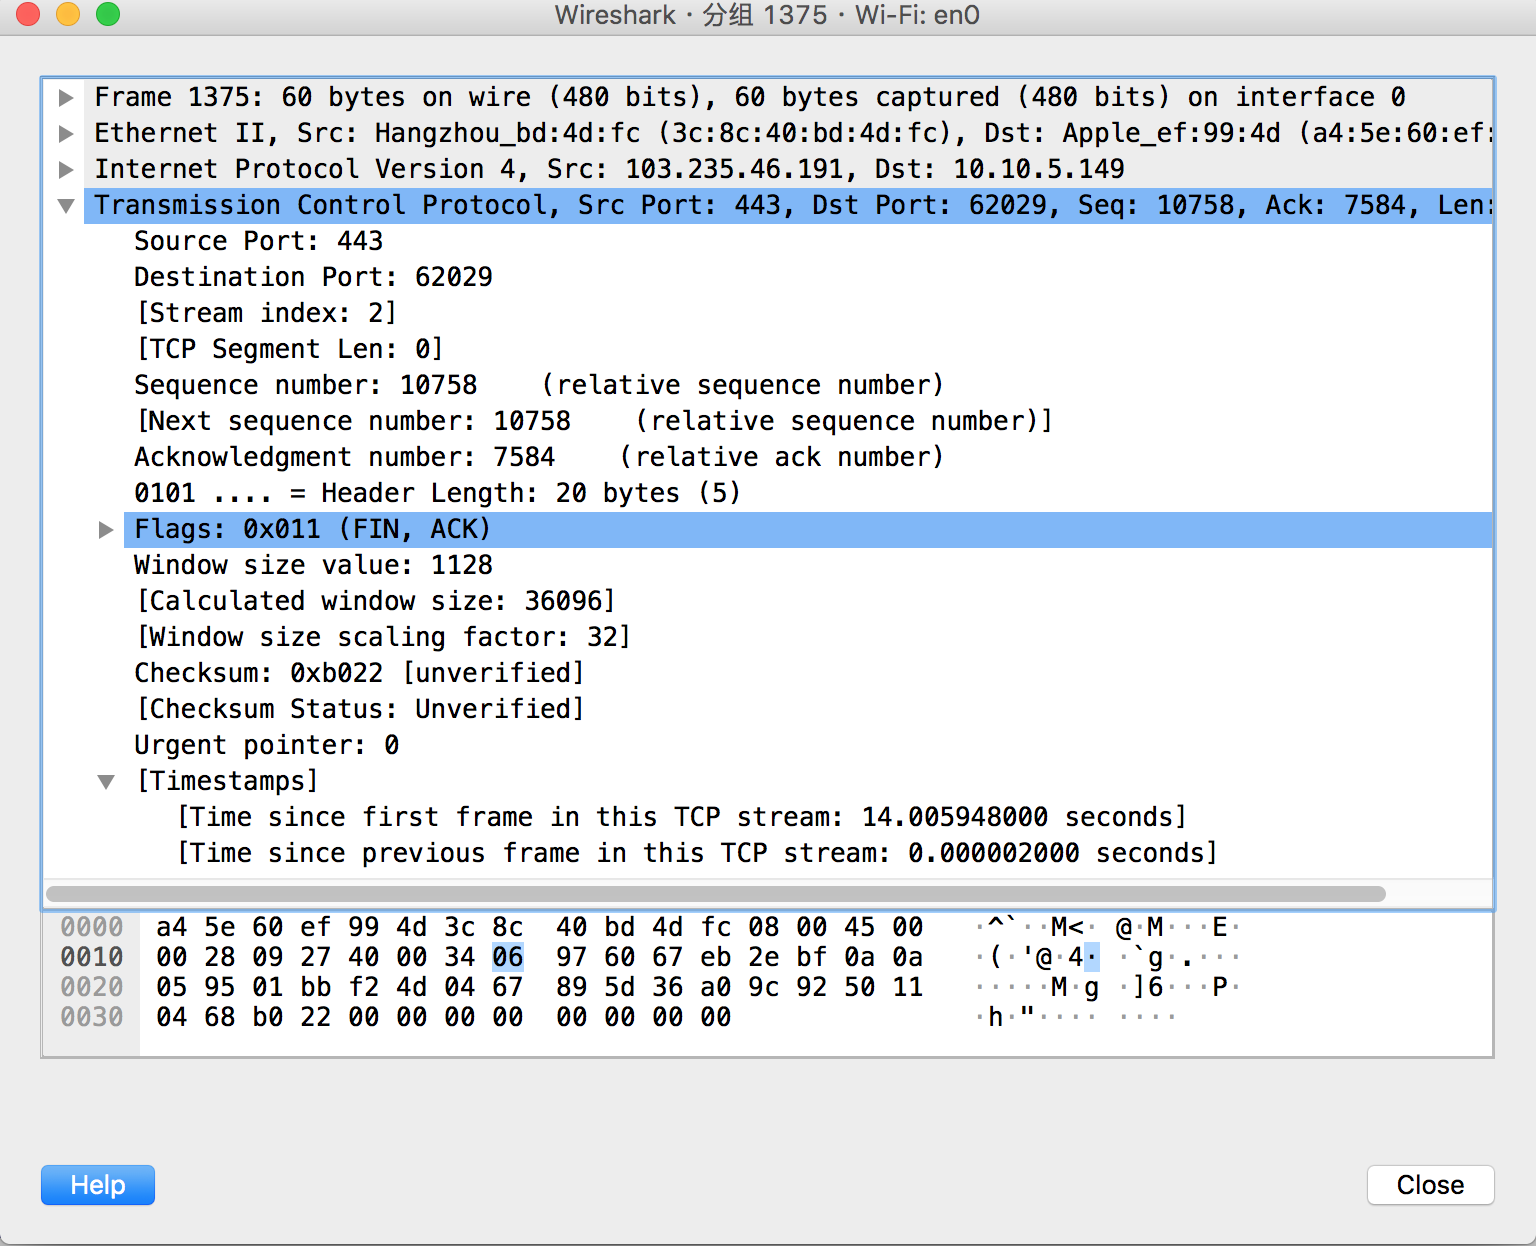 Wireshark · 分组 1375 · Wi-Fi: en0
Frame 1375: 60 bytes on wire (480 bits), 60 bytes captured (480 bits) on interface 0
Ethernet II, Src: Hangzhou_bd:4d:fc (3c:8c:40:bd:4d:fc), Dst: Apple_ef:99:4d (a4:5e:60:ef:
Internet Protocol Version 4, Src: 103.235.46.191, Dst: 10.10.5.149
Transmission Control Protocol, Src Port: 443, Dst Port: 62029, Seq: 10758, Ack: 7584, Len:
Source Port: 443
Destination Port: 62029
[Stream index: 2]
[TCP Segment Len: 0]
Sequence number: 10758    (relative sequence number)
[Next sequence number: 10758    (relative sequence number)]
Acknowledgment number: 7584    (relative ack number)
0101 .... = Header Length: 20 bytes (5)
Flags: 0x011 (FIN, ACK)
Window size value: 1128
[Calculated window size: 36096]
[Window size scaling factor: 32]
Checksum: 0xb022 [unverified]
[Checksum Status: Unverified]
Urgent pointer: 0
[Timestamps]
[Time since first frame in this TCP stream: 14.005948000 seconds]
[Time since previous frame in this TCP stream: 0.000002000 seconds]
0000 a4 5e 60 ef 99 4d 3c 8c 40 bd 4d fc 08 00 45 00 ·^`··M<· @·M···E·
0010 00 28 09 27 40 00 34 06 97 60 67 eb 2e bf 0a 0a ·(·'@·4· ·`g·.···
0020 05 95 01 bb f2 4d 04 67 89 5d 36 a0 9c 92 50 11 ·····M·g ·]6···P·
0030 04 68 b0 22 00 00 00 00 00 00 00 00 ·h·"···· ····
Help
Close